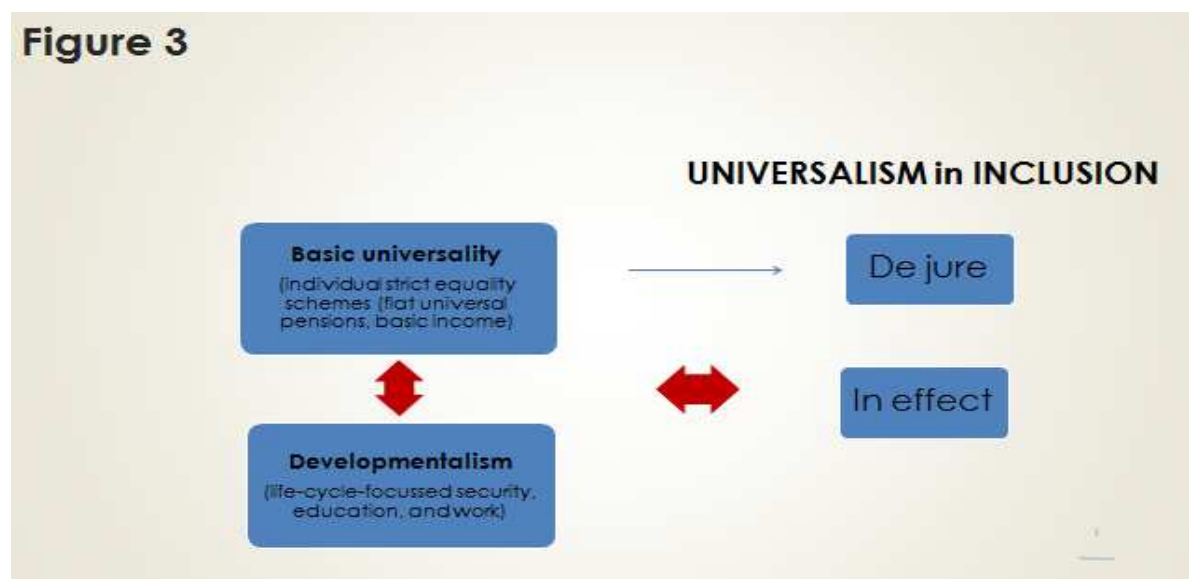 Figure 3
UNIVERSALISM in INCLUSION
Basic universality
(individual strict equality
schemes (flat universal
pensions, basic income)
De jure
In effect
Developmentalism
(life-cycle-focussed security,
education, and work)